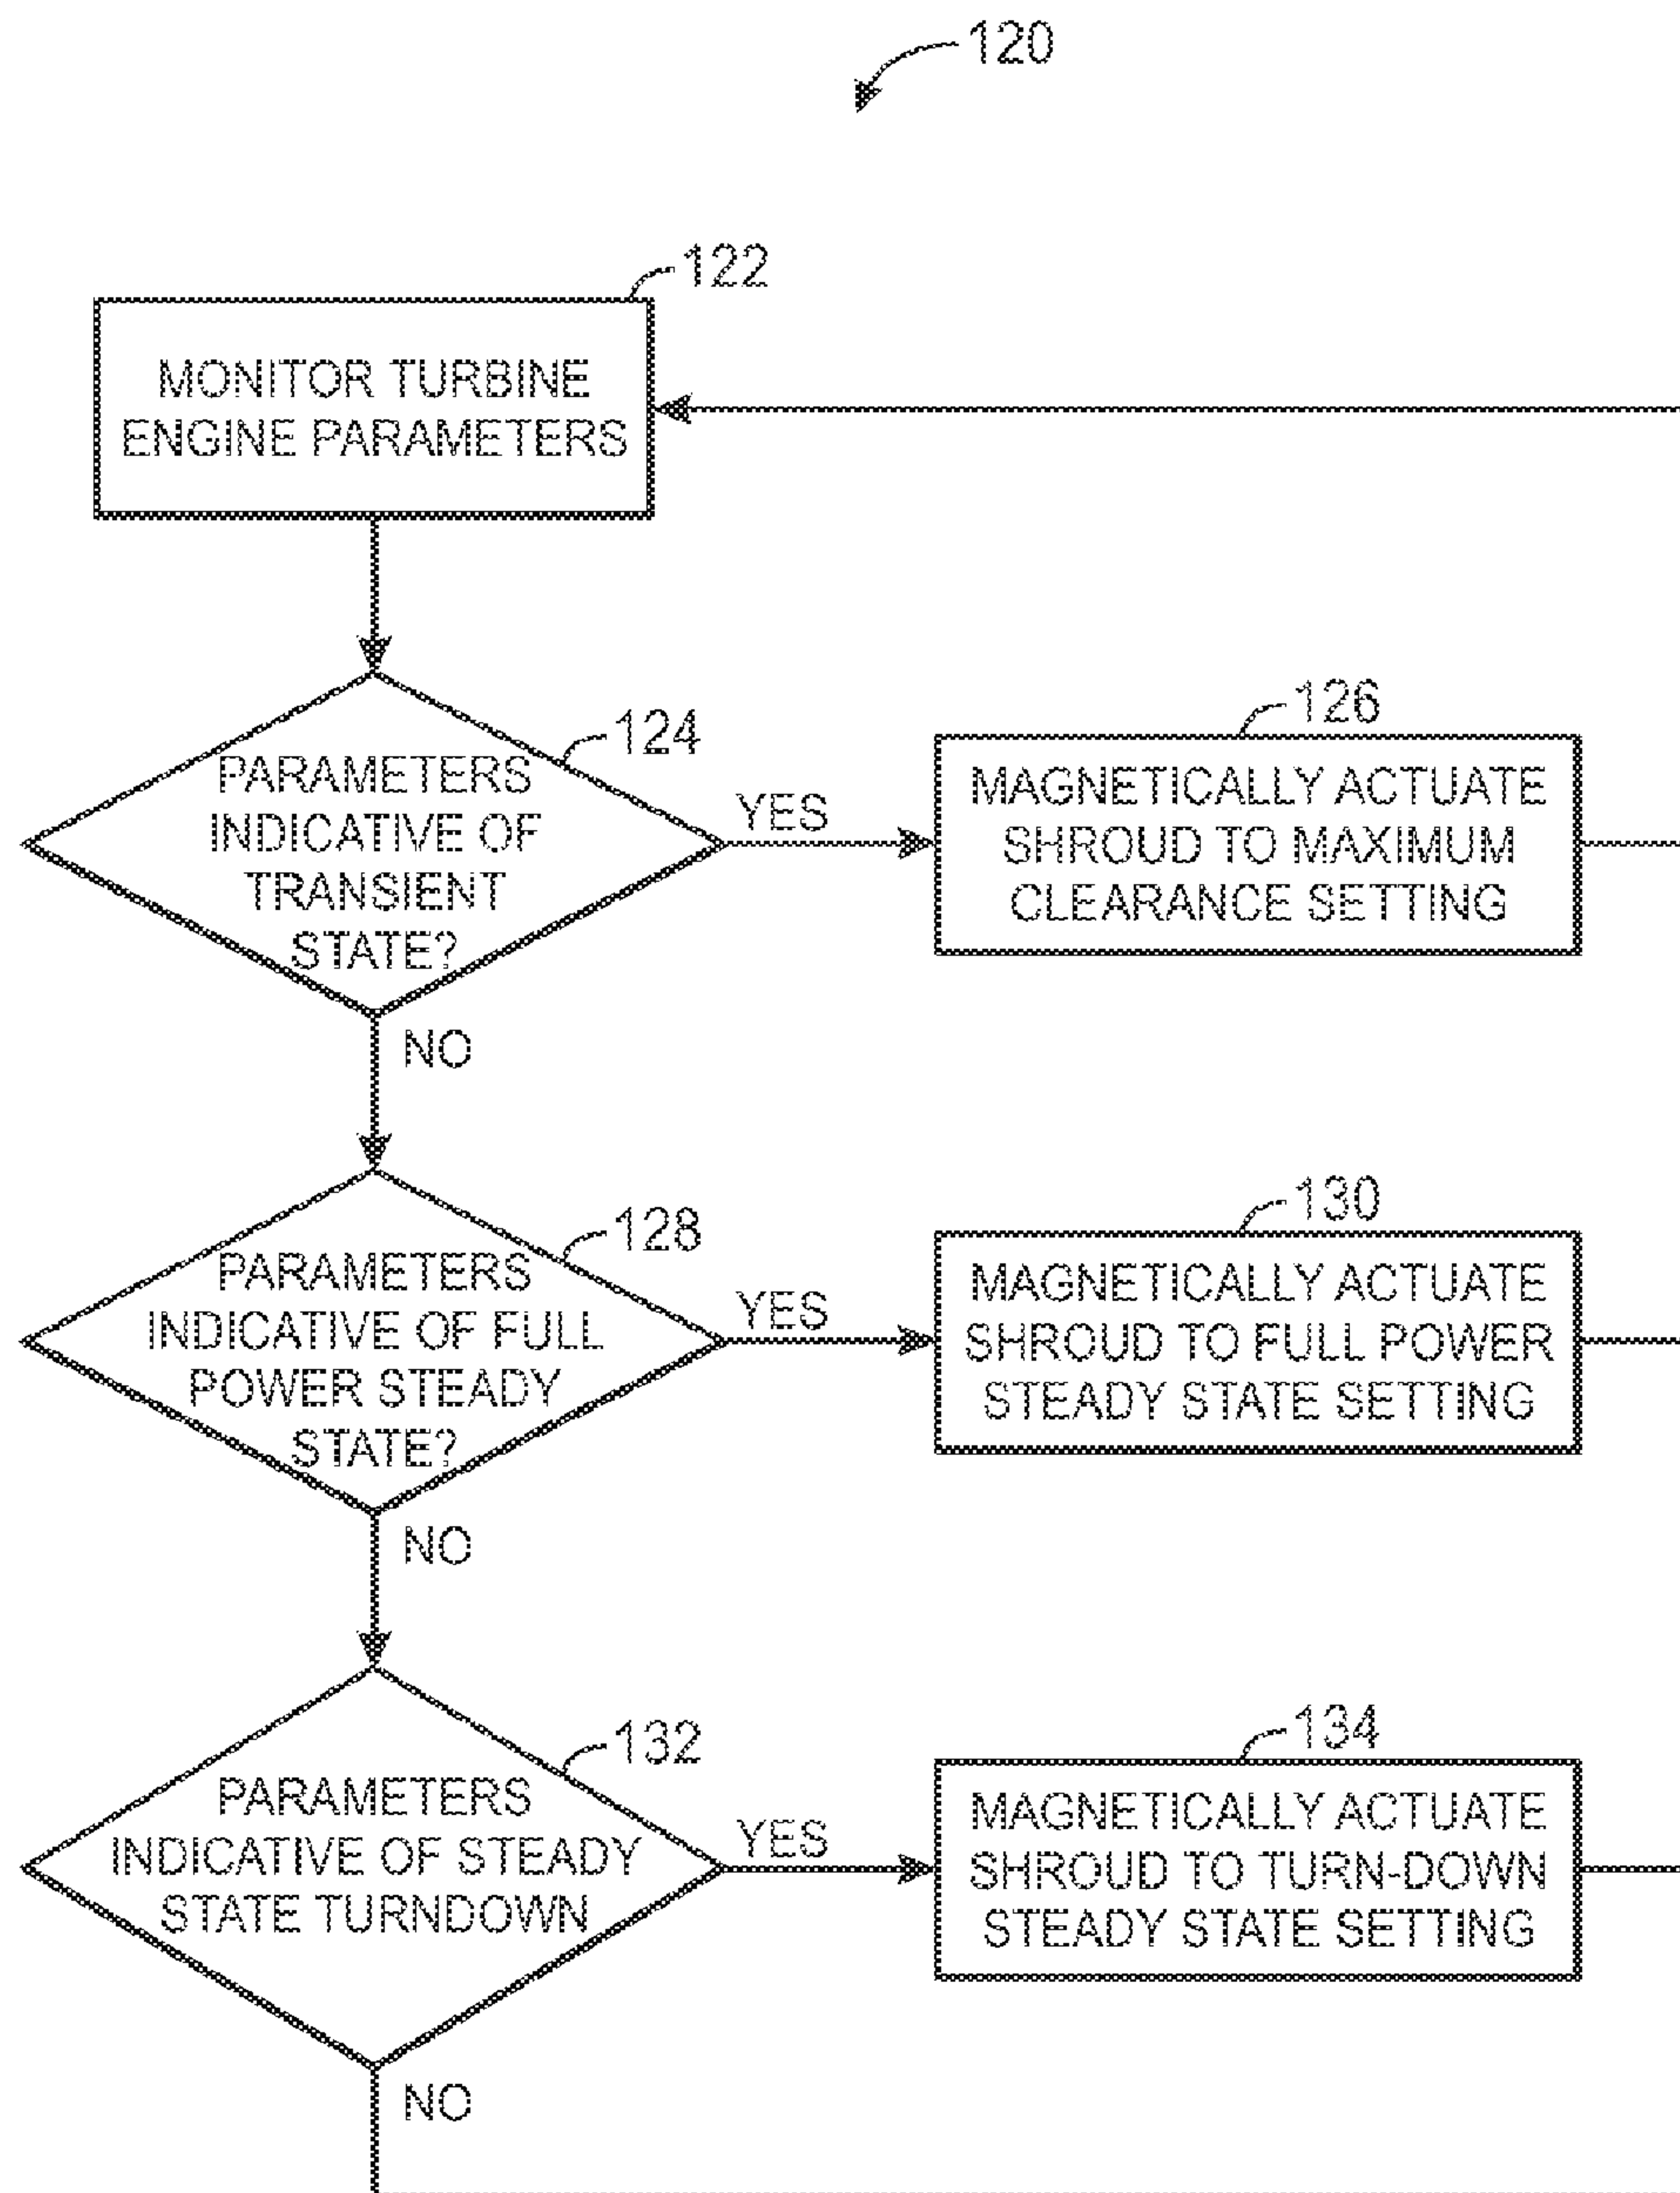 120
122
MONITOR TURBINE
ENGINE PARAMETERS
124
PARAMETERS
INDICATIVE OF
TRANSIENT
STATE?
YES
126
MAGNETICALLY ACTUATE
SHROUD TO MAXIMUM
CLEARANCE SETTING
NO
128
PARAMETERS
INDICATIVE OF FULL
POWER STEADY
STATE?
YES
130
MAGNETICALLY ACTUATE
SHROUD TO FULL POWER
STEADY STATE SETTING
NO
132
PARAMETERS
INDICATIVE OF STEADY
STATE TURNDOWN
YES
134
MAGNETICALLY ACTUATE
SHROUD TO TURN-DOWN
STEADY STATE SETTING
NO